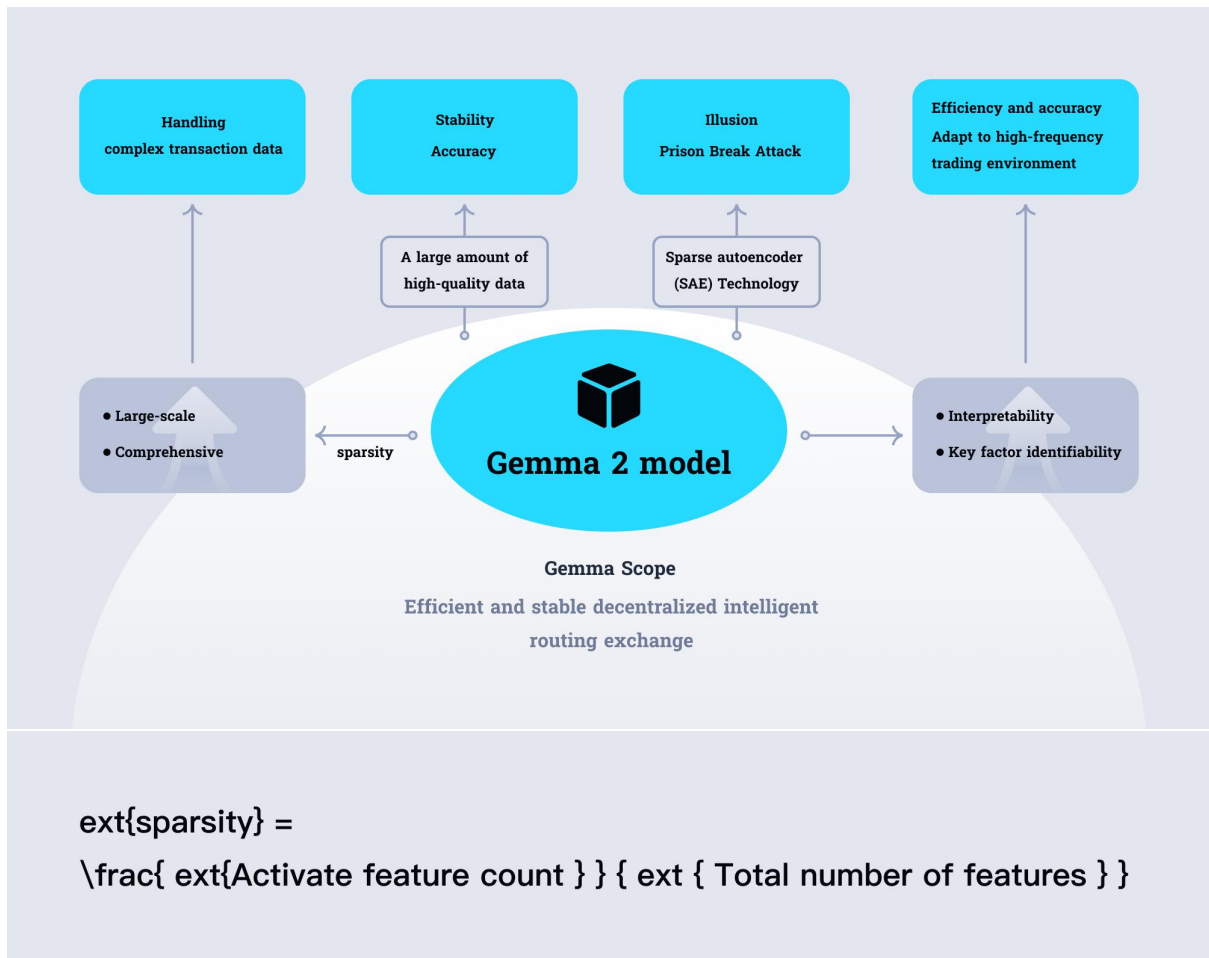 Handling
complex transaction data
Stability
Accuracy
Illusion
Prison Break Attack
Efficiency and accuracy
Adapt to high-frequency
trading environment
A large amount of
high-quality data
Sparse autoencoder
(SAE) Technology
● Large-scale
● Comprehensive
sparsity
Gemma 2 model
● Interpretability
● Key factor identifiability
Gemma Scope
Efficient and stable decentralized intelligent
routing exchange
ext{sparsity} =
\frac{ ext{Activate feature count } } { ext { Total number of features } }